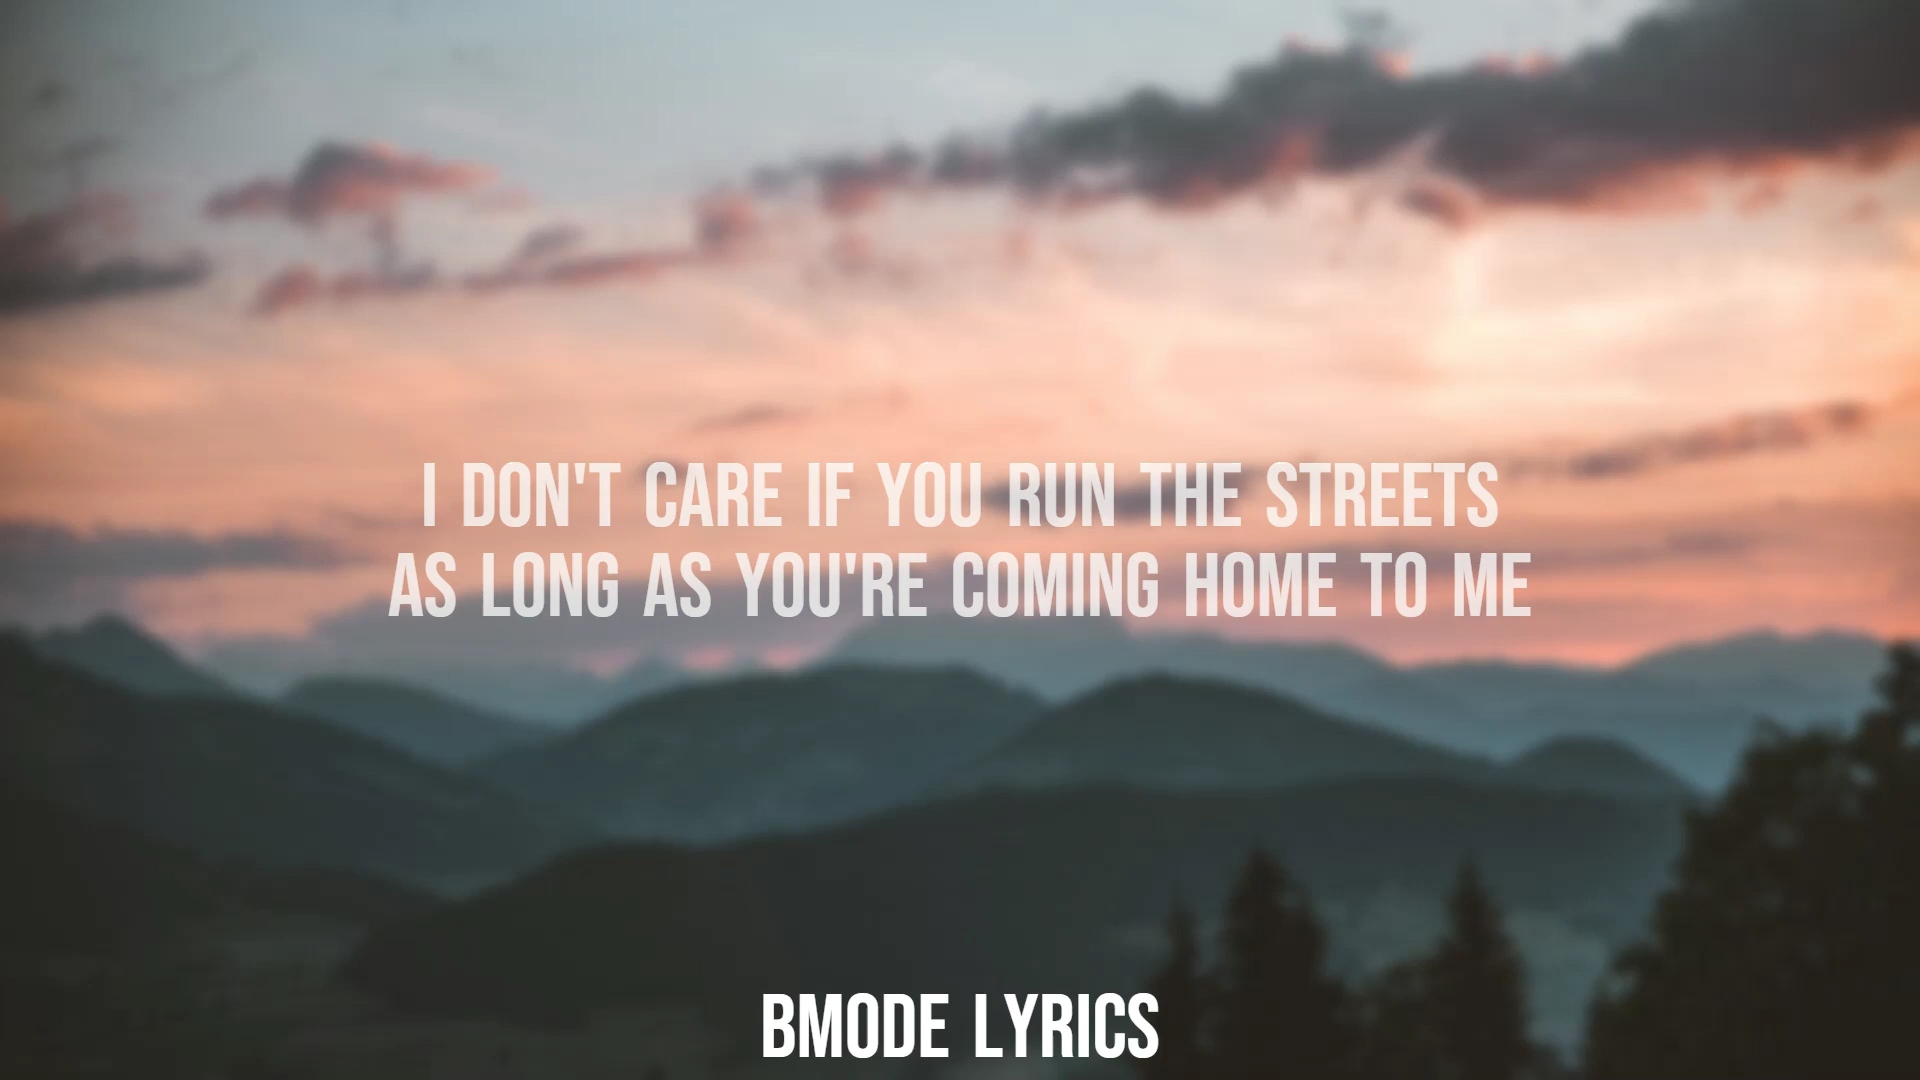 I DON'T CARE IF YOU RUN THE STREETS
AS LONG AS YOU'RE COMING HOME TO ME
BMODE LYRICS